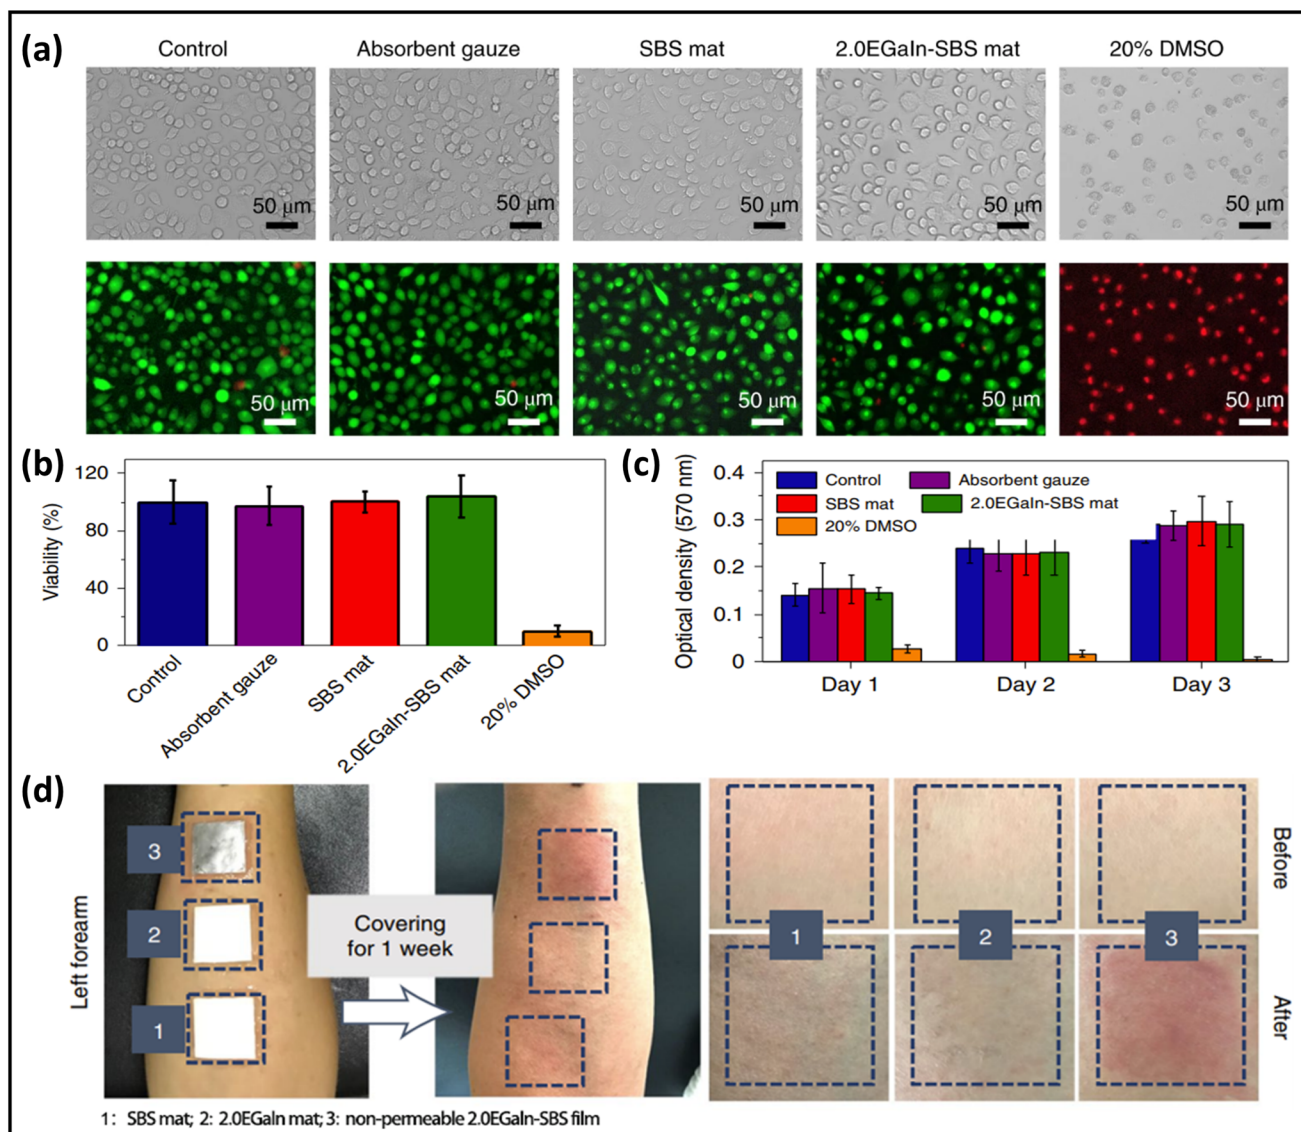 (a)
Control Absorbent gauze SBS mat 2.0EGaIn-SBS mat 20% DMSO
50 μm 50 μm 50 μm 50 μm 50 μm
50 μm 50 μm 50 μm 50 μm 50 μm
(b)
Viability (%)
120
80
40
0
Control Absorbent gauze SBS mat 2.0EGaIn-SBS mat 20% DMSO
(c)
Optical density (570 nm)
0.4
0.3
0.2
0.1
0
Control Absorbent gauze
SBS mat 2.0EGaIn-SBS mat
20% DMSO
Day 1 Day 2 Day 3
(d)
Left forearm
3
2
1
Covering
for 1 week
1 2 3
Before
After
1: SBS mat; 2: 2.0EGaIn mat; 3: non-permeable 2.0EGaIn-SBS film